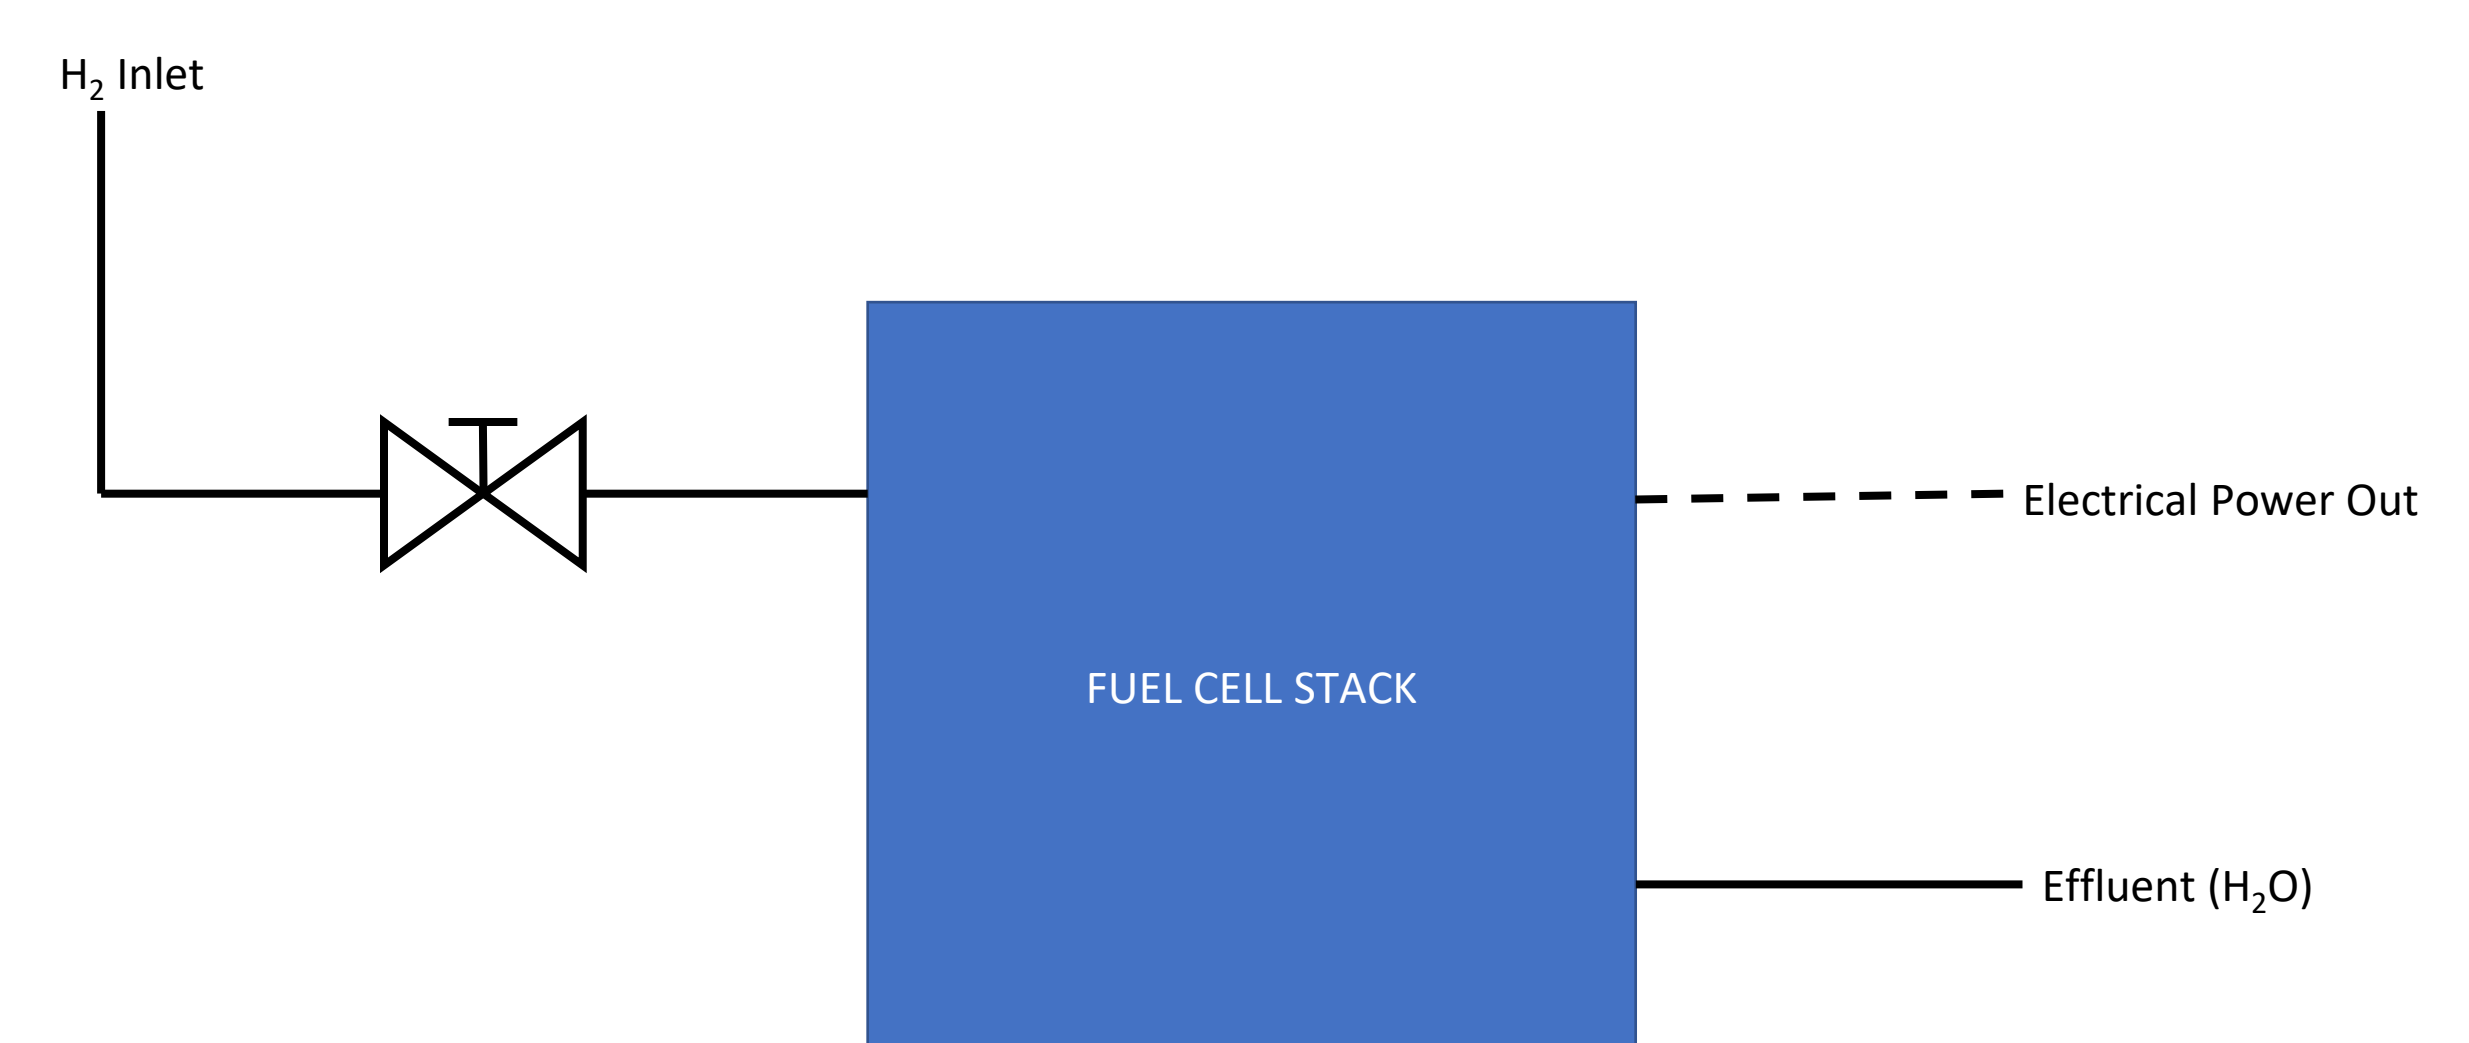 H₂ Inlet
Electrical Power Out
FUEL CELL STACK
Effluent (H₂O)